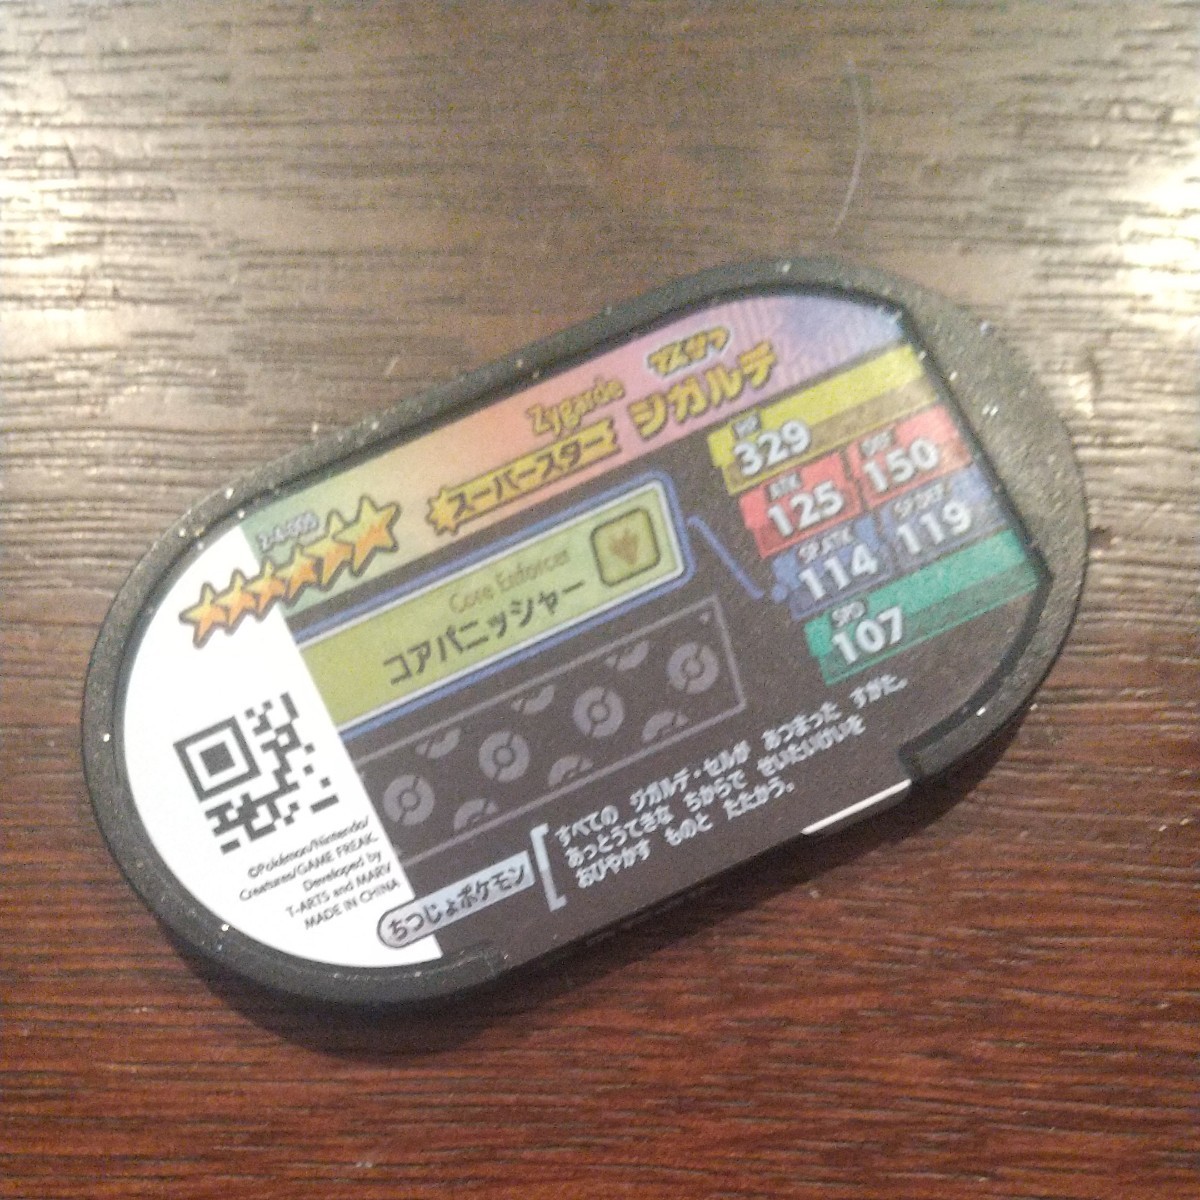 Zygarde
スーパースター
ジガルデ
HP
329
ATK
125
DEF
150
SP.ATK
114
SP.DEF
119
SPD
107
Core Enforcer
コアパニッシャー
ちつじょポケモン
すべての ジガルデ・セルが あつまった すがた。
あっとうてきな ちからで せいたいけいを
おびやかす ものと たたかう。
©Pokémon/Nintendo/
Creatures/GAME FREAK
Developed by
T-ARTS and MARV
MADE IN CHINA